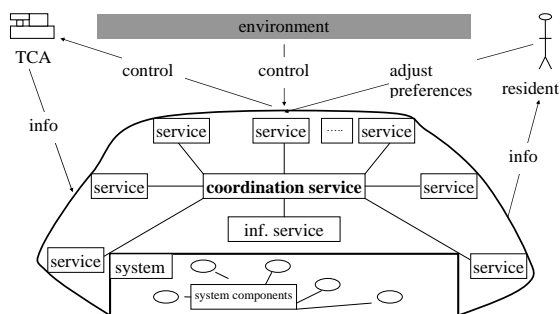 environment
TCA
control
control
adjust
preferences
resident
info
info
service
service
.....
service
service
coordination service
service
inf. service
service
system
service
system components